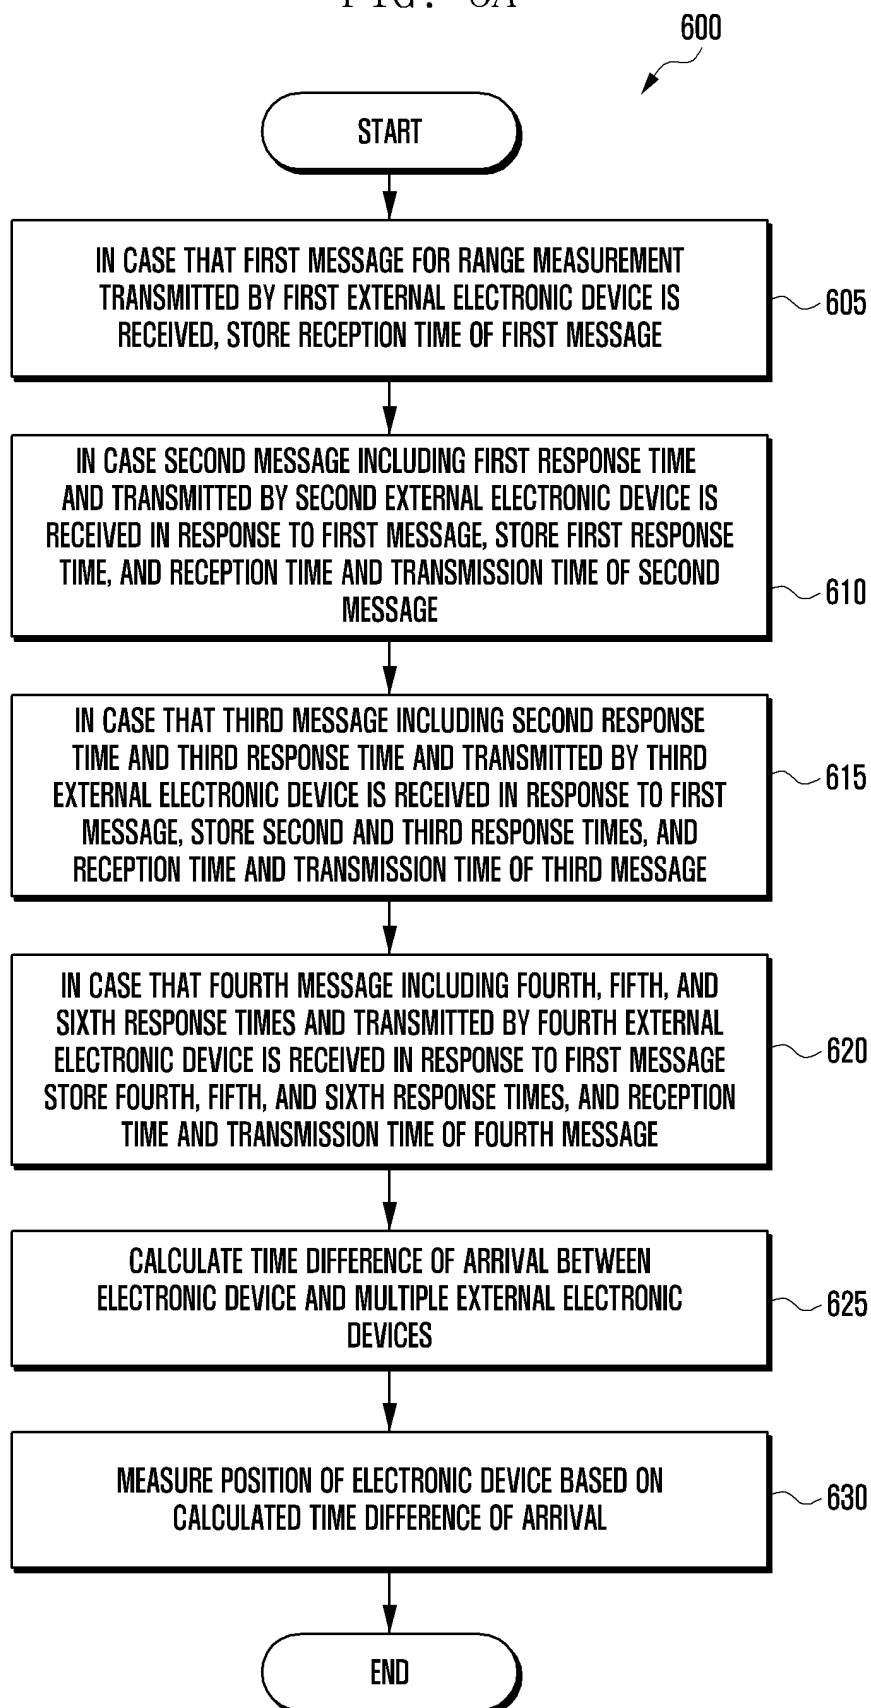 FIG. 6A
600
START
IN CASE THAT FIRST MESSAGE FOR RANGE MEASUREMENT
TRANSMITTED BY FIRST EXTERNAL ELECTRONIC DEVICE IS
RECEIVED, STORE RECEPTION TIME OF FIRST MESSAGE
605
IN CASE SECOND MESSAGE INCLUDING FIRST RESPONSE TIME
AND TRANSMITTED BY SECOND EXTERNAL ELECTRONIC DEVICE IS
RECEIVED IN RESPONSE TO FIRST MESSAGE, STORE FIRST RESPONSE
TIME, AND RECEPTION TIME AND TRANSMISSION TIME OF SECOND
MESSAGE
610
IN CASE THAT THIRD MESSAGE INCLUDING SECOND RESPONSE
TIME AND THIRD RESPONSE TIME AND TRANSMITTED BY THIRD
EXTERNAL ELECTRONIC DEVICE IS RECEIVED IN RESPONSE TO FIRST
MESSAGE, STORE SECOND AND THIRD RESPONSE TIMES, AND
RECEPTION TIME AND TRANSMISSION TIME OF THIRD MESSAGE
615
IN CASE THAT FOURTH MESSAGE INCLUDING FOURTH, FIFTH, AND
SIXTH RESPONSE TIMES AND TRANSMITTED BY FOURTH EXTERNAL
ELECTRONIC DEVICE IS RECEIVED IN RESPONSE TO FIRST MESSAGE
STORE FOURTH, FIFTH, AND SIXTH RESPONSE TIMES, AND RECEPTION
TIME AND TRANSMISSION TIME OF FOURTH MESSAGE
620
CALCULATE TIME DIFFERENCE OF ARRIVAL BETWEEN
ELECTRONIC DEVICE AND MULTIPLE EXTERNAL ELECTRONIC
DEVICES
625
MEASURE POSITION OF ELECTRONIC DEVICE BASED ON
CALCULATED TIME DIFFERENCE OF ARRIVAL
630
END